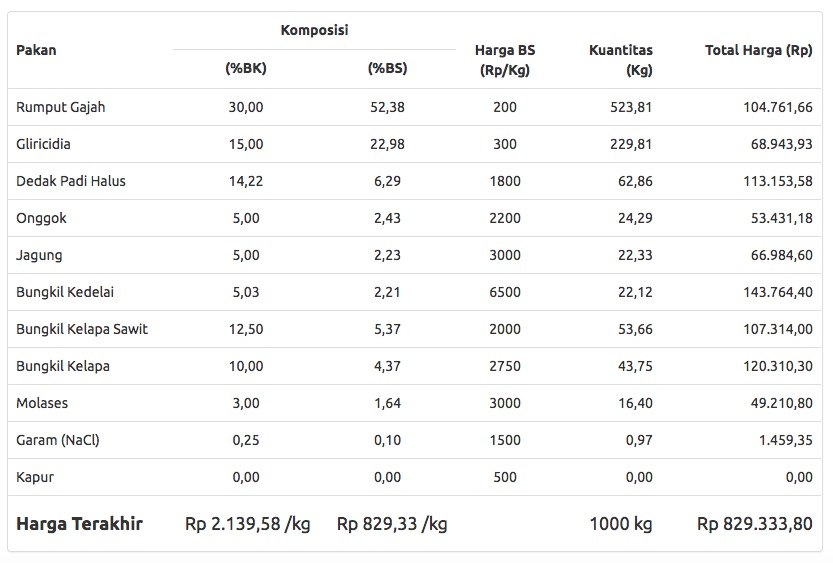 Pakan Komposisi Harga BS (Rp/Kg) Kuantitas (Kg) Total Harga (Rp)
(%BK) (%BS)
Rumput Gajah 30,00 52,38 200 523,81 104.761,66
Gliricidia 15,00 22,98 300 229,81 68.943,93
Dedak Padi Halus 14,22 6,29 1800 62,86 113.153,58
Onggok 5,00 2,43 2200 24,29 53.431,18
Jagung 5,00 2,23 3000 22,33 66.984,60
Bungkil Kedelai 5,03 2,21 6500 22,12 143.764,40
Bungkil Kelapa Sawit 12,50 5,37 2000 53,66 107.314,00
Bungkil Kelapa 10,00 4,37 2750 43,75 120.310,30
Molases 3,00 1,64 3000 16,40 49.210,80
Garam (NaCl) 0,25 0,10 1500 0,97 1.459,35
Kapur 0,00 0,00 500 0,00 0,00
Harga Terakhir Rp 2.139,58 /kg Rp 829,33 /kg 1000 kg Rp 829.333,80